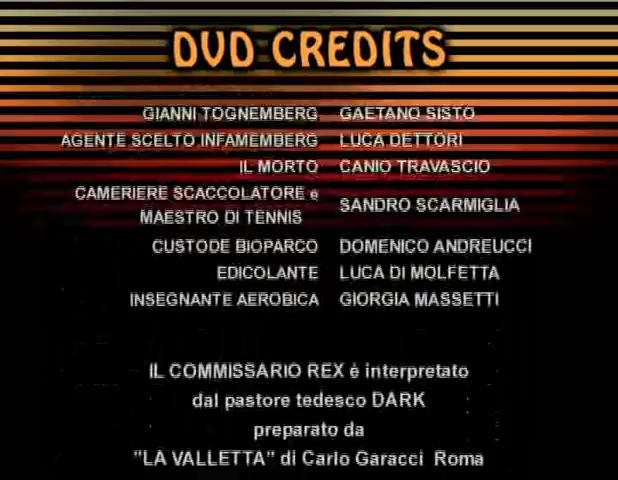 DVD CREDITS
GIANNI TOGNEMBERG GAETANO SISTO
AGENTE SCELTO INFAMEMBERG LUCA DETTORI
IL MORTO CANIO TRAVASCIO
CAMERIERE SCACCOLATORE e
MAESTRO DI TENNIS SANDRO SCARMIGLIA
CUSTODE BIOPARCO DOMENICO ANDREUCCI
EDICOLANTE LUCA DI MOLFETTA
INSEGNANTE AEROBICA GIORGIA MASSETTI
IL COMMISSARIO REX è interpretato
dal pastore tedesco DARK
preparato da
"LA VALLETTA" di Carlo Garacci Roma